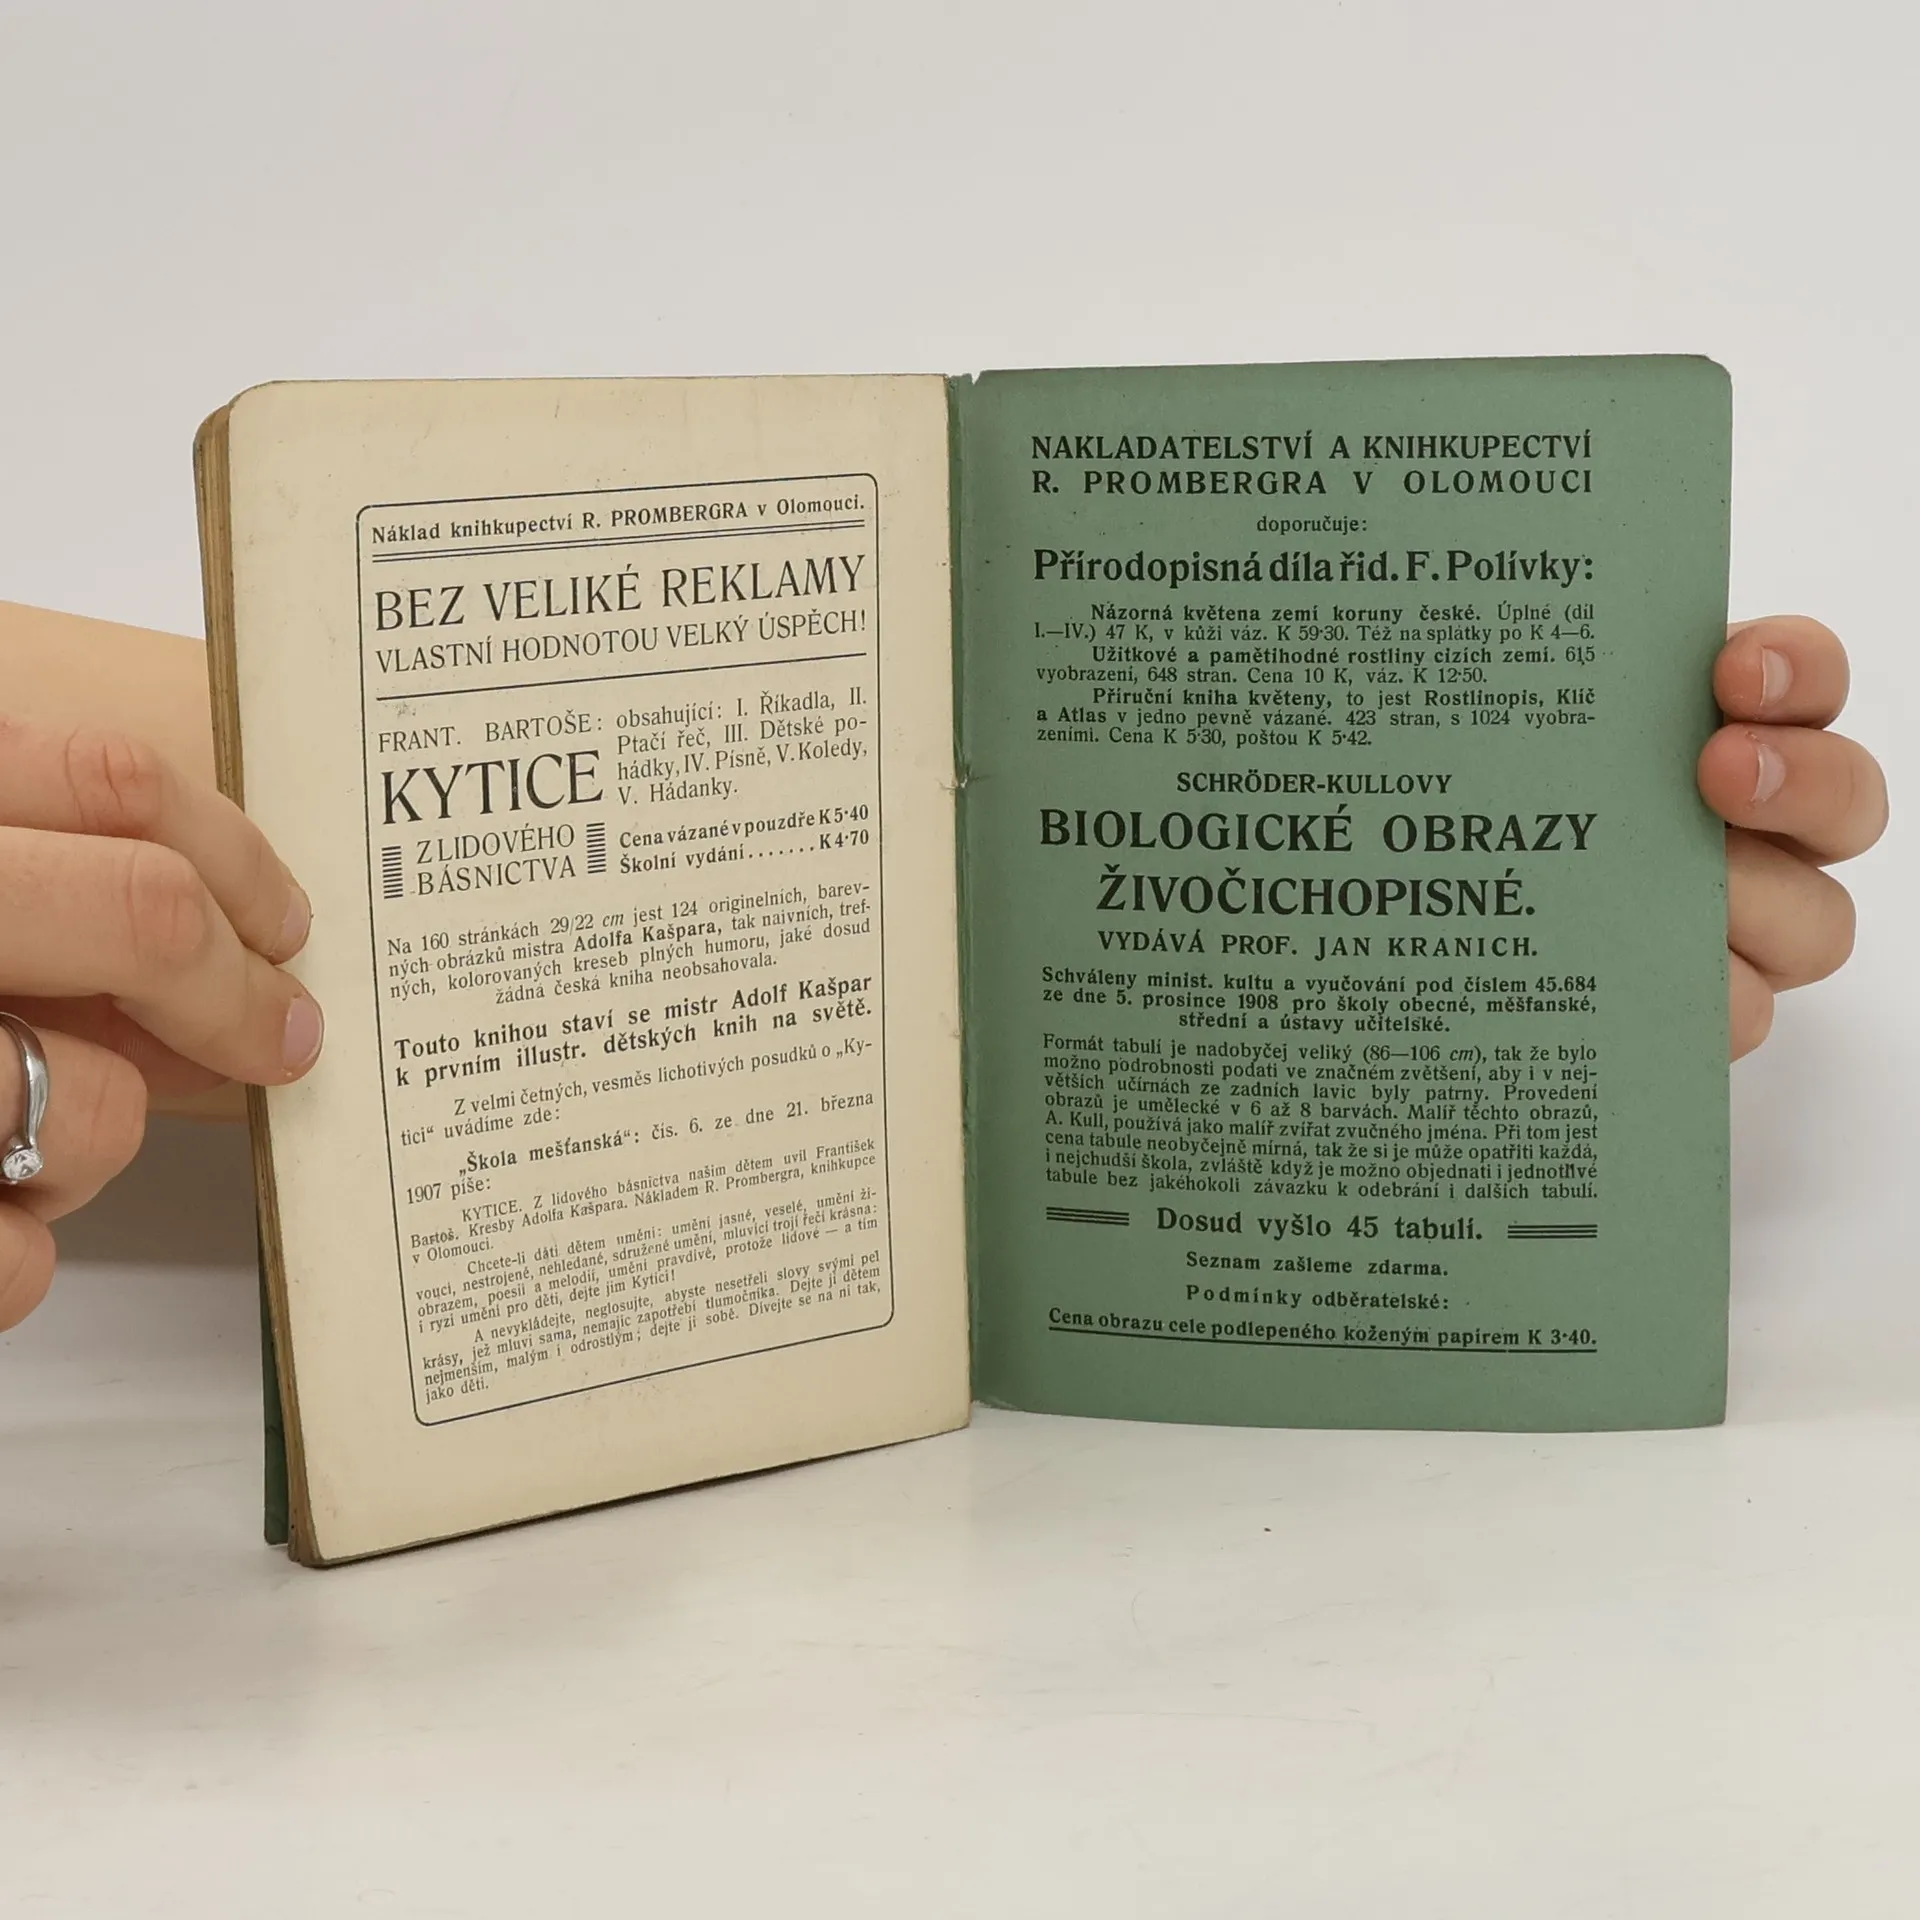 Náklad knihkupectví R. PROMBERGRA v Olomouci.
BEZ VELIKÉ REKLAMY
VLASTNÍ HODNOTOU VELKÝ ÚSPĚCH!
FRANT. BARTOŠE:
KYTICE
Z LIDOVÉHO
BÁSNICTVA
obsahující: I. Říkadla, II.
Ptačí řeč, III. Dětské po-
hádky, IV. Písně, V. Koledy,
V. Hádanky.
Cena vázané v pouzdře K 5·40
Školní vydání....... K 4·70
Na 160 stránkách 29/22 cm jest 124 originelních, barev-
ných obrázků mistra Adolfa Kašpara, tak naivních, tref-
ných, kolorovaných kreseb plných humoru, jaké dosud
žádná česká kniha neobsahovala.
Touto knihou staví se mistr Adolf Kašpar
k prvním illustr. dětských knih na světě.
Z velmi četných, vesměs lichotivých posudků o „Ky-
tici“ uvádíme zde:
„Škola mešťanská“: čís. 6. ze dne 21. března
1907 píše:
KYTICE. Z lidového básnictva našim dětem uvil František
Bartoš. Kresby Adolfa Kašpara. Nákladem R. Prombergra, knihkupce
v Olomouci.
Chcete-li dáti dětem umění: umění jasné, veselé, umění ži-
voucí, nestrojené, nehledané, sdružené umění, mluvící trojí řečí krásna:
obrazem, poesií a melodií, umění pravdivé, protože lidové — a tím
i ryzí umění pro děti, dejte jim Kytici!
A nevykládejte, neglosujte, abyste nesetřeli slovy svými pel
krásy, jež mluví sama, nemajíc zapotřebí tlumočníka. Dejte ji dětem
nejmenším, malým i odrostlým; dejte ji sobě. Dívejte se na ni tak,
jako děti.
NAKLADATELSTVÍ A KNIHKUPECTVÍ
R. PROMBERGRA V OLOMOUCI
doporučuje:
Přírodopisná díla řid. F. Polívky:
Názorná květena zemí koruny české. Úplné (díl
I.—IV.) 47 K, v kůži váz. K 59·30. Též na splátky po K 4—6.
Užitkové a pamětihodné rostliny cizích zemí. 615
vyobrazení, 648 stran. Cena 10 K, váz. K 12·50.
Příruční kniha květeny, to jest Rostlinopis, Klíč
a Atlas v jedno pevně vázané. 423 stran, s 1024 vyobra-
zeními. Cena K 5·30, poštou K 5·42.
SCHRÖDER-KULLOVY
BIOLOGICKÉ OBRAZY
ŽIVOČICHOPISNÉ.
VYDÁVÁ PROF. JAN KRANICH.
Schváleny minist. kultu a vyučování pod číslem 45.684
ze dne 5. prosince 1908 pro školy obecné, měšťanské,
střední a ústavy učitelské.
Formát tabulí je nadobyčej veliký (86—106 cm), tak že bylo
možno podrobnosti podati ve značném zvětšení, aby i v nej-
větších učírnách ze zadních lavic byly patrny. Provedení
obrazů je umělecké v 6 až 8 barvách. Malíř těchto obrazů,
A. Kull, používá jako malíř zvířat zvučného jména. Při tom jest
cena tabule neobyčejně mírná, tak že si je může opatřiti každá,
i nejchudší škola, zvláště když je možno objednati i jednotlivé
tabule bez jakéhokoli závazku k odebrání i dalších tabulí.
Dosud vyšlo 45 tabulí.
Seznam zašleme zdarma.
Podmínky odběratelské:
Cena obrazu cele podlepeného koženým papírem K 3·40.